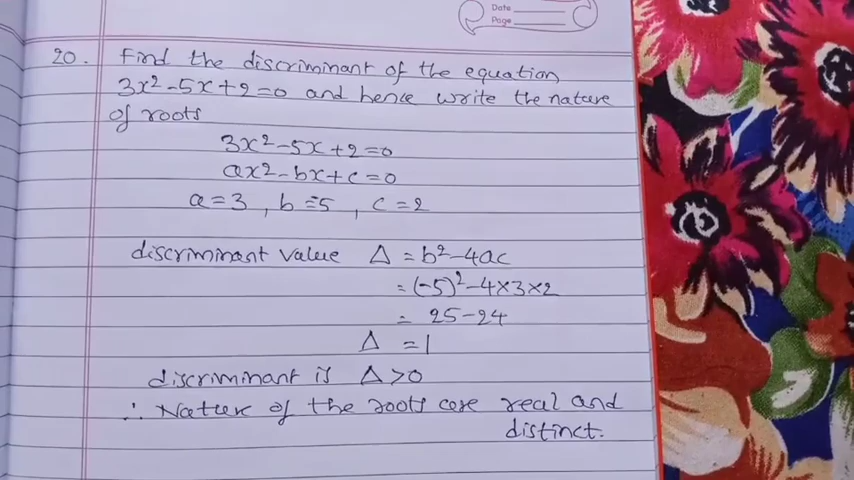 Date
Page
20. Find the discriminant of the equation
3x²-5x+2=0 and hence write the nature
of roots
3x²-5x+2=0
ax²-bx+c=0
a=3, b=-5, c=2
discriminant value Δ = b²-4ac
= (-5)²-4×3×2
= 25-24
Δ = 1
discriminant is Δ>0
∴ Nature of the roots are real and
distinct.